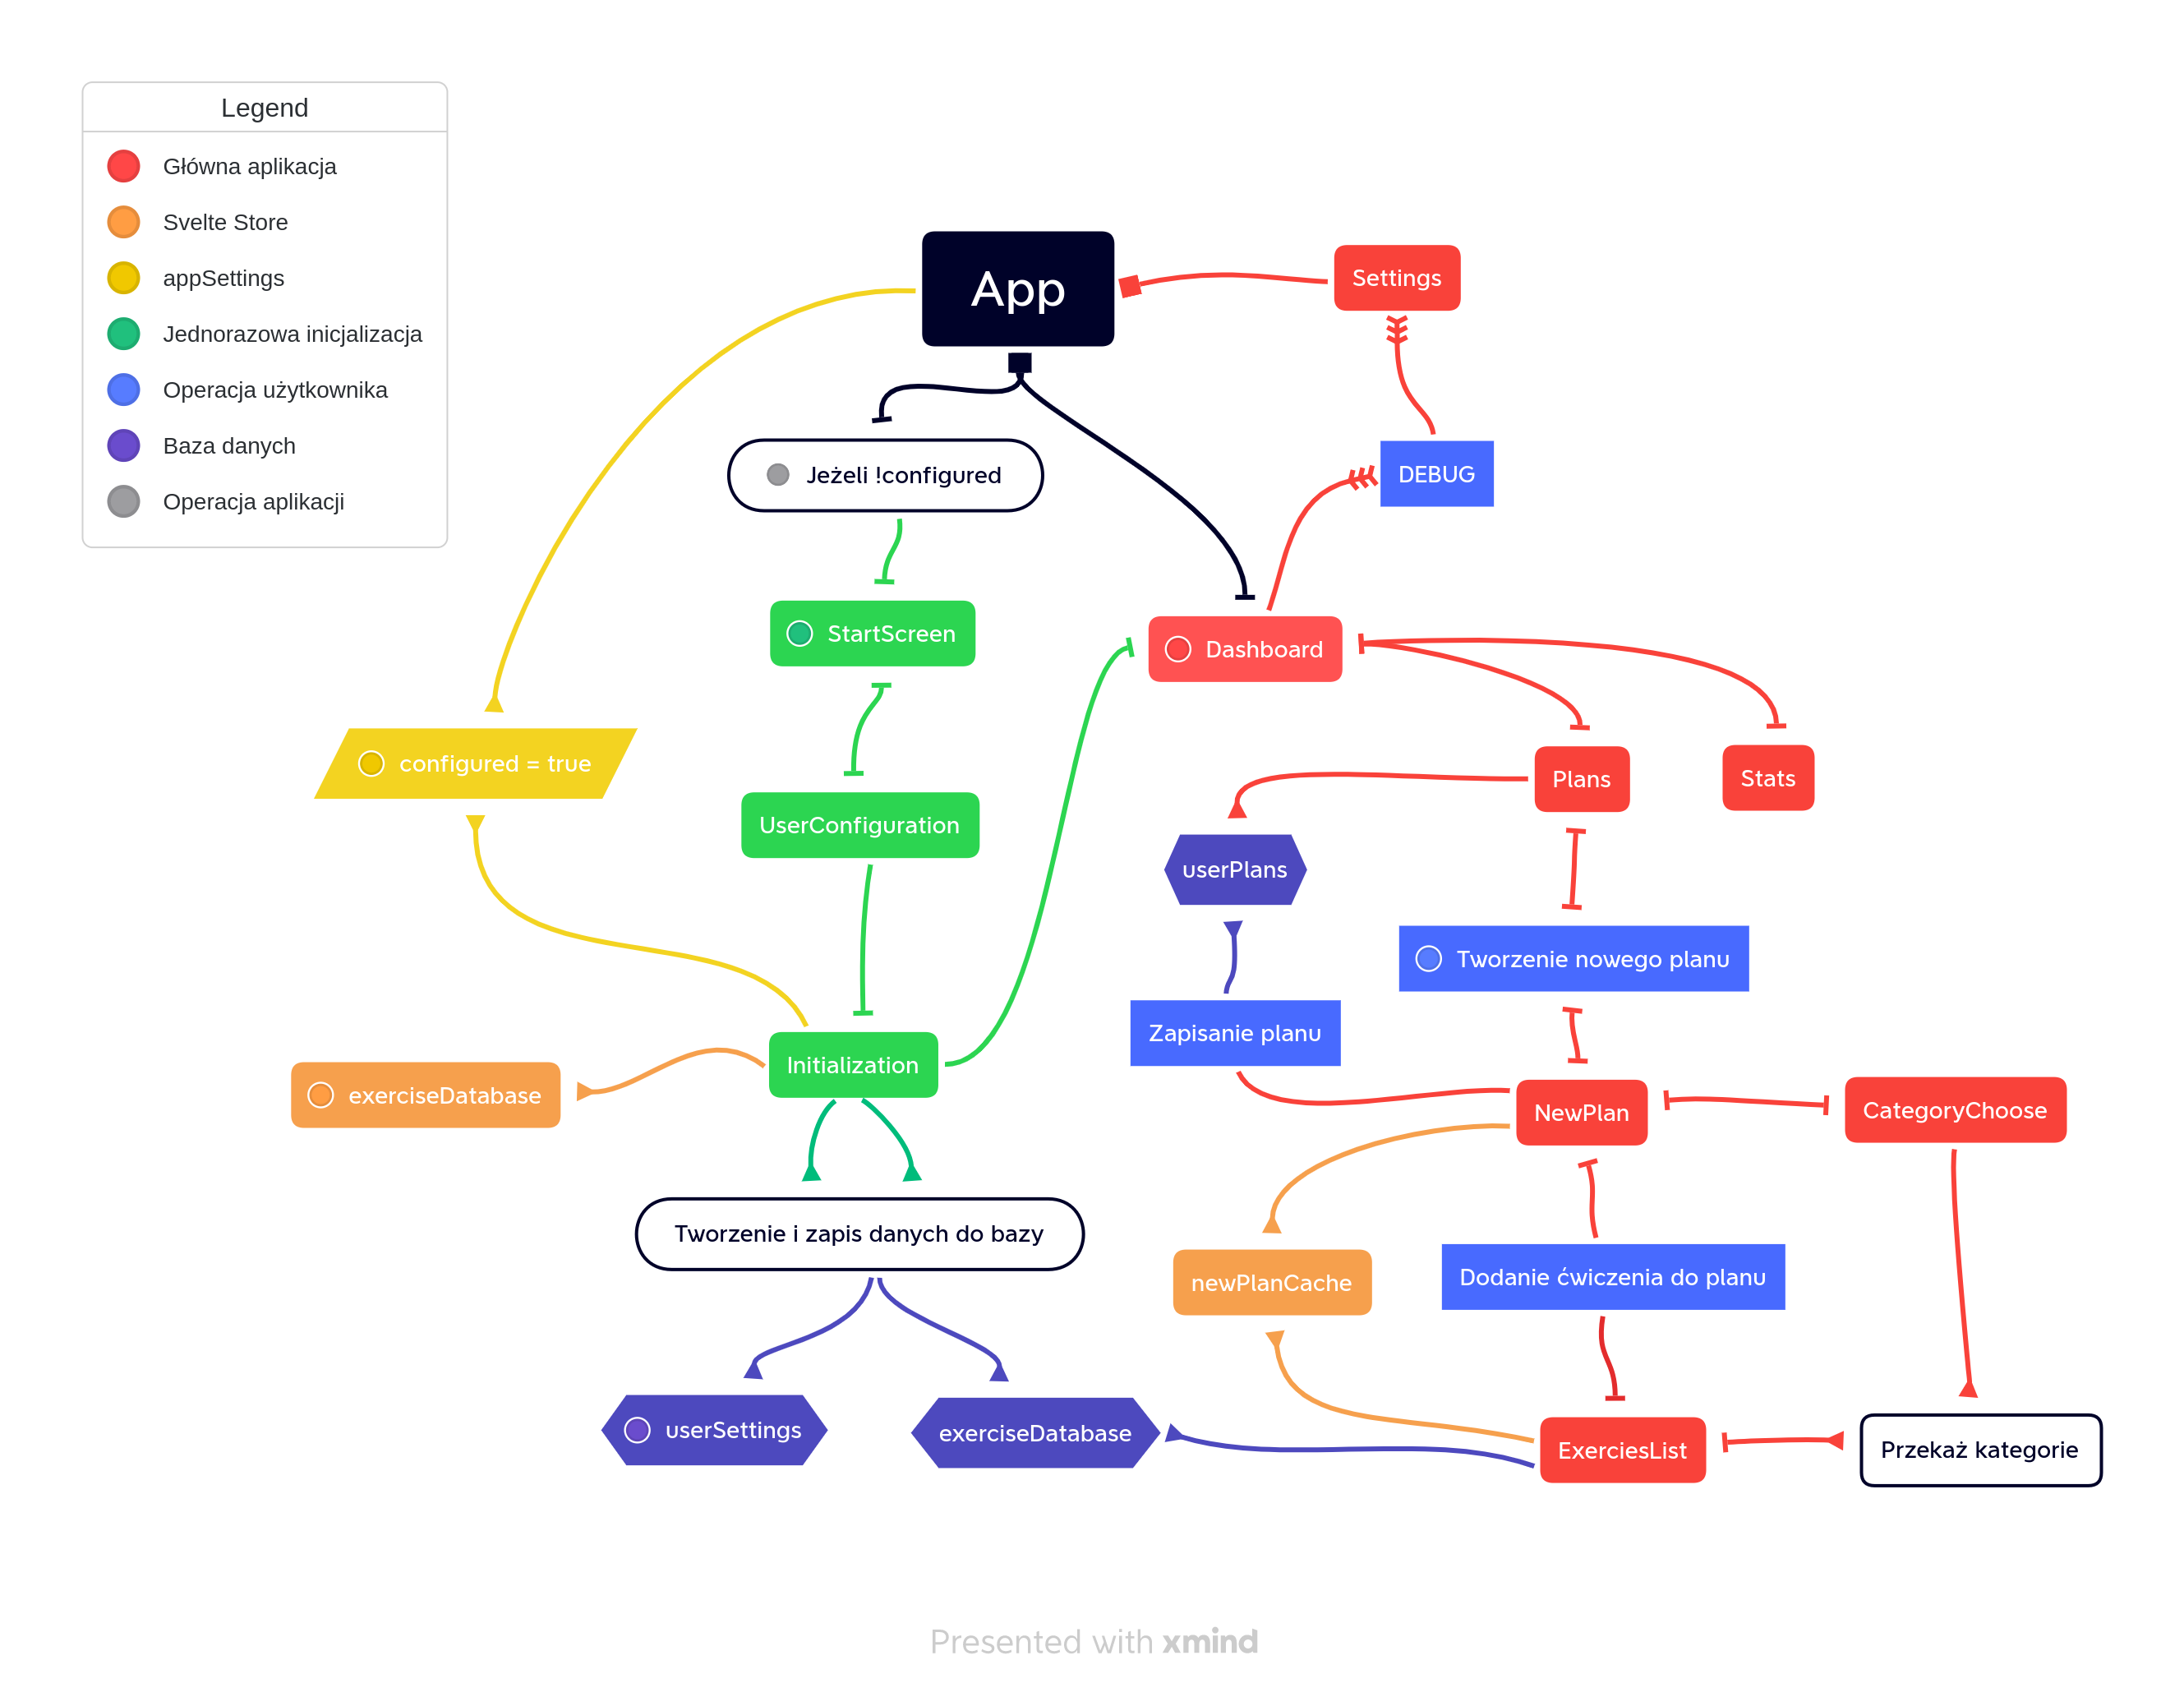 Legend
Główna aplikacja
Svelte Store
appSettings
Jednorazowa inicjalizacja
Operacja użytkownika
Baza danych
Operacja aplikacji
App
Settings
Jeżeli !configured
DEBUG
StartScreen
Dashboard
configured = true
Plans
Stats
UserConfiguration
userPlans
Tworzenie nowego planu
Zapisanie planu
Initialization
exerciseDatabase
NewPlan
CategoryChoose
Tworzenie i zapis danych do bazy
newPlanCache
Dodanie ćwiczenia do planu
userSettings
exerciseDatabase
ExerciesList
Przekaż kategorie
Presented with xmind